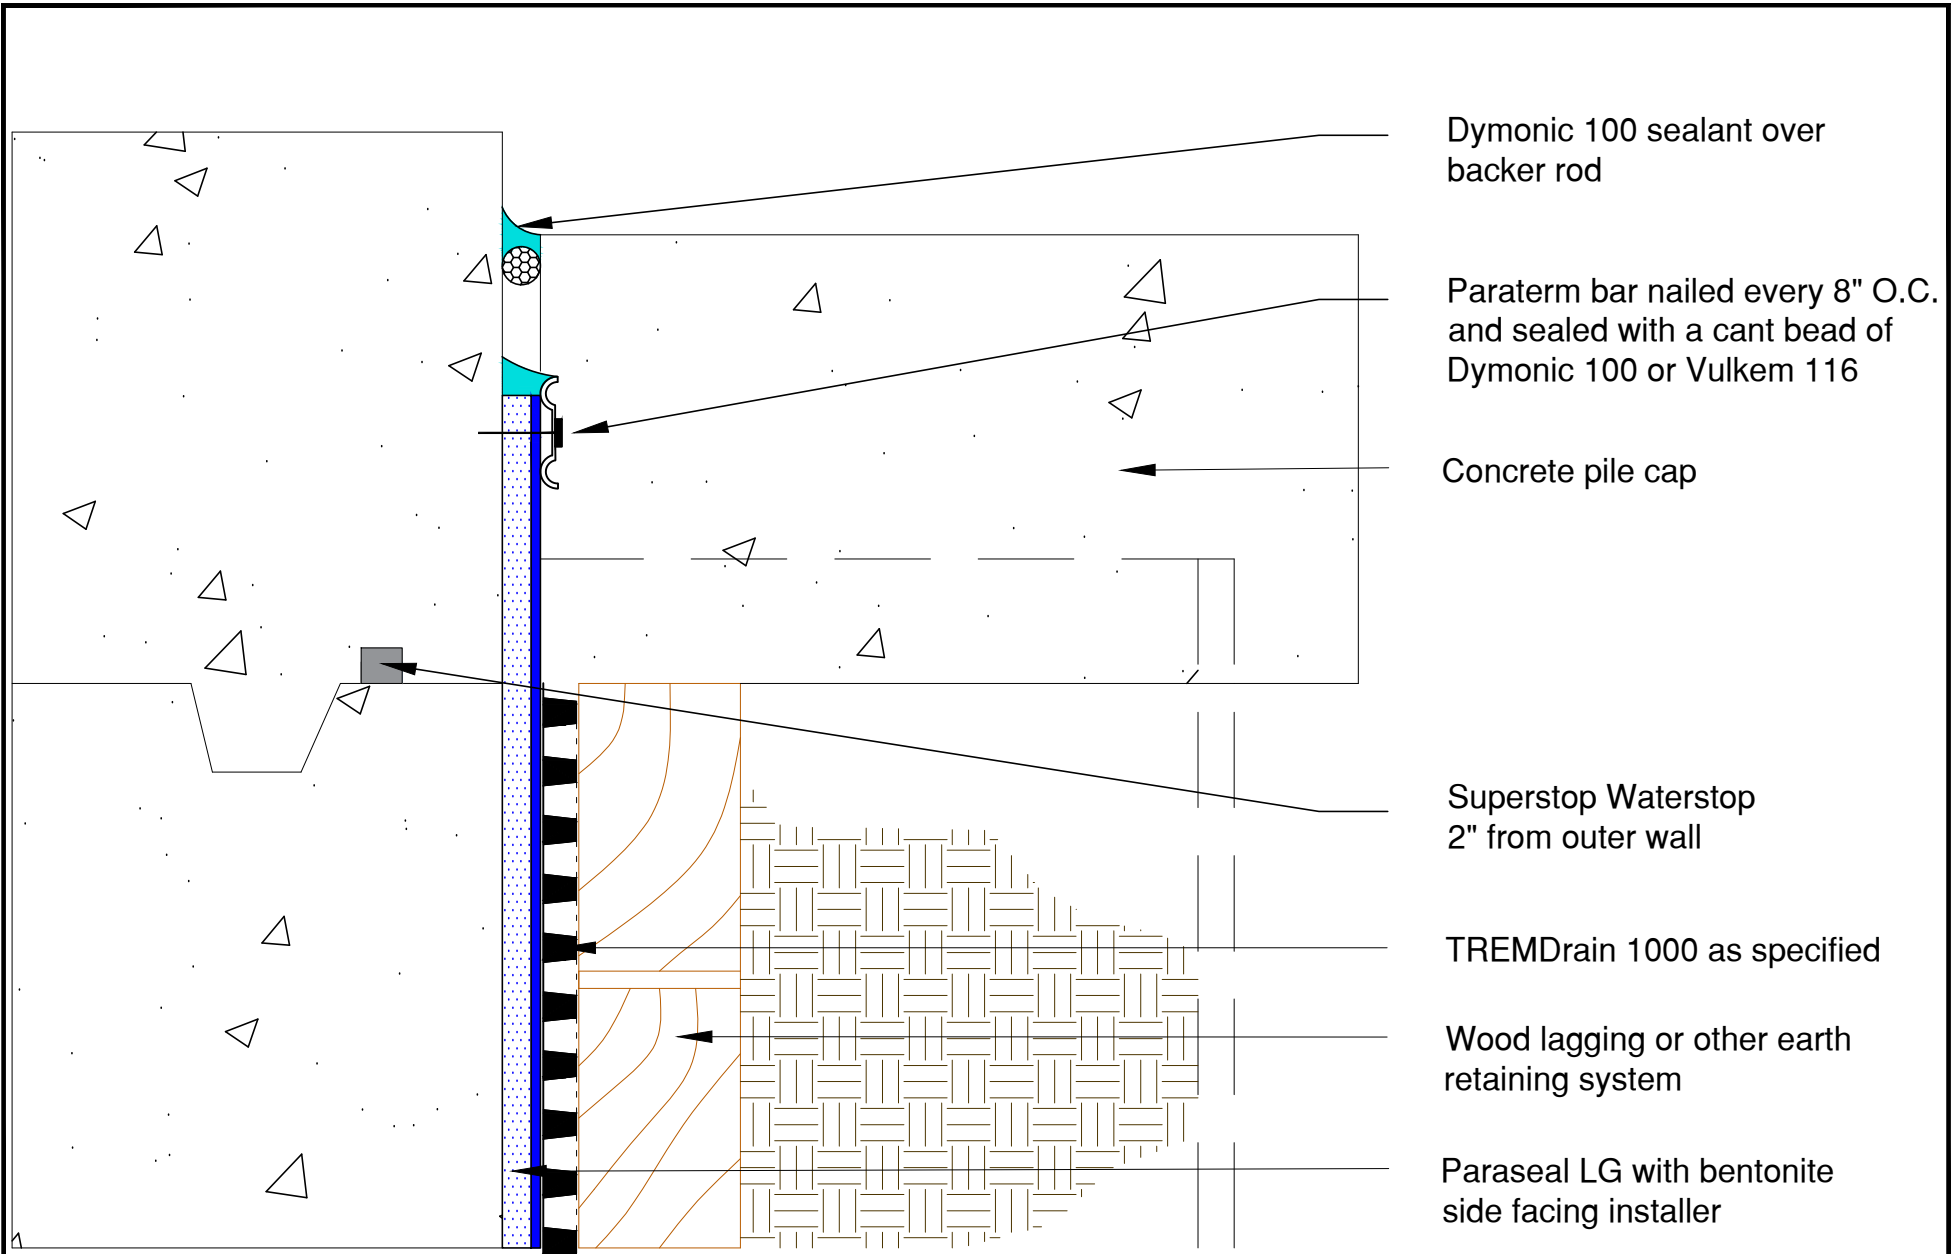 Dymonic 100 sealant over
backer rod
Paraterm bar nailed every 8" O.C.
and sealed with a cant bead of
Dymonic 100 or Vulkem 116
Concrete pile cap
Superstop Waterstop
2" from outer wall
TREMDrain 1000 as specified
Wood lagging or other earth
retaining system
Paraseal LG with bentonite
side facing installer